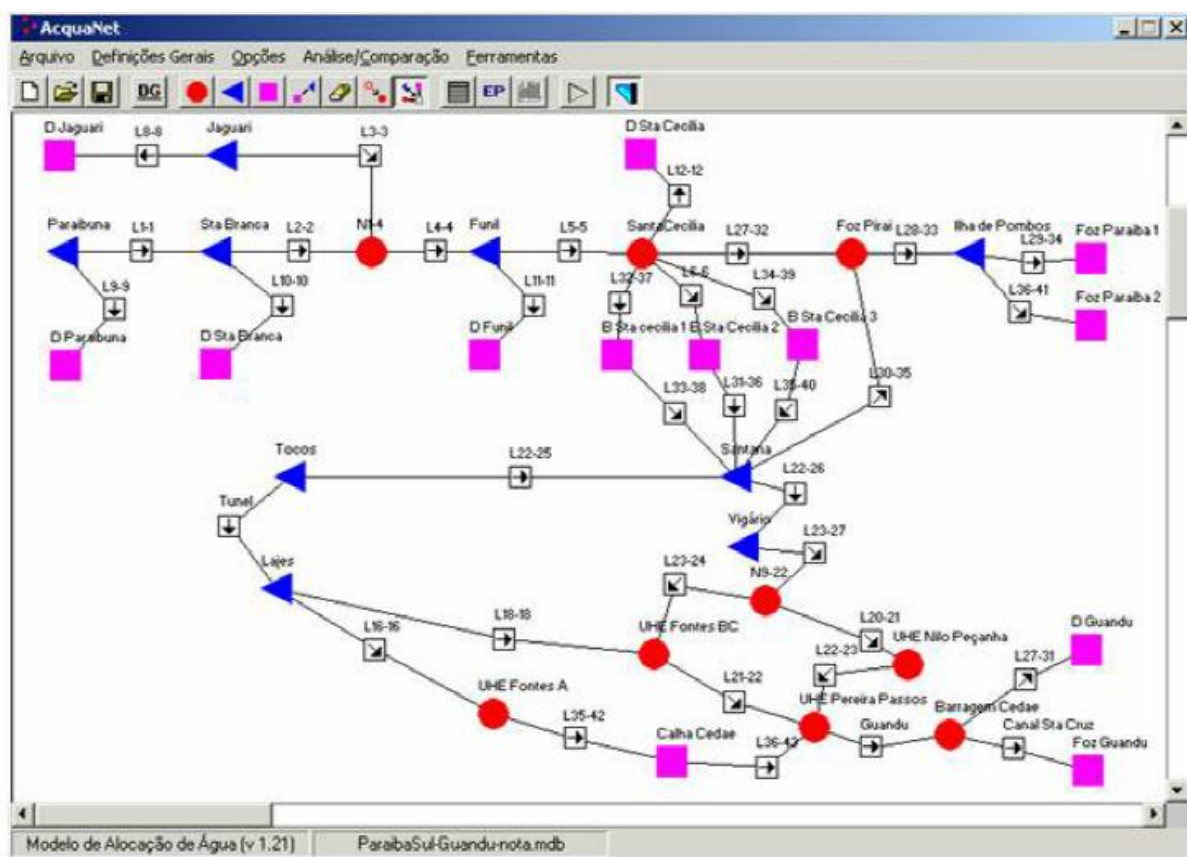 AcquaNet
Arquivo Definições Gerais Opções Análise/Comparação Ferramentas
DG EP
D Jaguari L8-8 Jaguari L3-3 D Sta Cecilia
L12-12
Paraibuna L1-1 Sta Branca L2-2 N1-4 L4-4 Funil L5-5 SantaCecilia L27-32 Foz Pirai L28-33 Ilha de Pombos L29-34 Foz Paraiba 1
L9-9 L10-10 L11-11 L32-37 L6-6 L34-39 L36-41 Foz Paraiba 2
D Paraibuna D Sta Branca D Funil B Sta cecilia 1 B Sta Cecilia 2 B Sta Cecilia 3
L33-38 L31-36 L35-40 L30-35
Tocos L22-25 Santana L22-26
Tunel Vigário L23-27
Lajes L23-24 N9-22
L18-18 L20-21
L16-16 UHE Fontes BC L22-23 UHE Nilo Peçanha D Guandu
L27-31
UHE Fontes A L21-22 UHE Pereira Passos Barragem Cedae
L35-42 Calha Cedae L36-43 Guandu Canal Sta Cruz Foz Guandu
Modelo de Alocação de Água (v 1.21) ParaibaSul-Guandu-nota.mdb